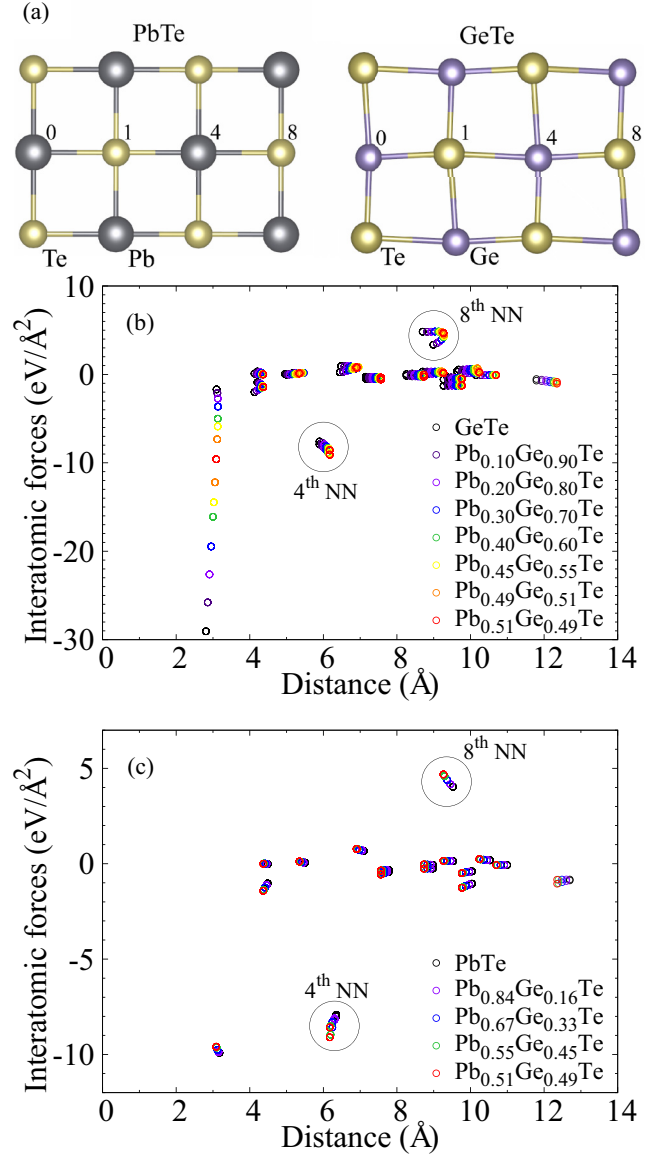 (a)
PbTe
GeTe
0 1 4 8
0 1 4 8
Te Pb
Te Ge
(b)
8th NN
4th NN
GeTe
Pb0.10Ge0.90Te
Pb0.20Ge0.80Te
Pb0.30Ge0.70Te
Pb0.40Ge0.60Te
Pb0.45Ge0.55Te
Pb0.49Ge0.51Te
Pb0.51Ge0.49Te
10
0
-10
-20
-30
Interatomic forces (eV/Å2)
0 2 4 6 8 10 12 14
Distance (Å)
(c)
8th NN
4th NN
PbTe
Pb0.84Ge0.16Te
Pb0.67Ge0.33Te
Pb0.55Ge0.45Te
Pb0.51Ge0.49Te
5
0
-5
-10
Interatomic forces (eV/Å2)
0 2 4 6 8 10 12 14
Distance (Å)